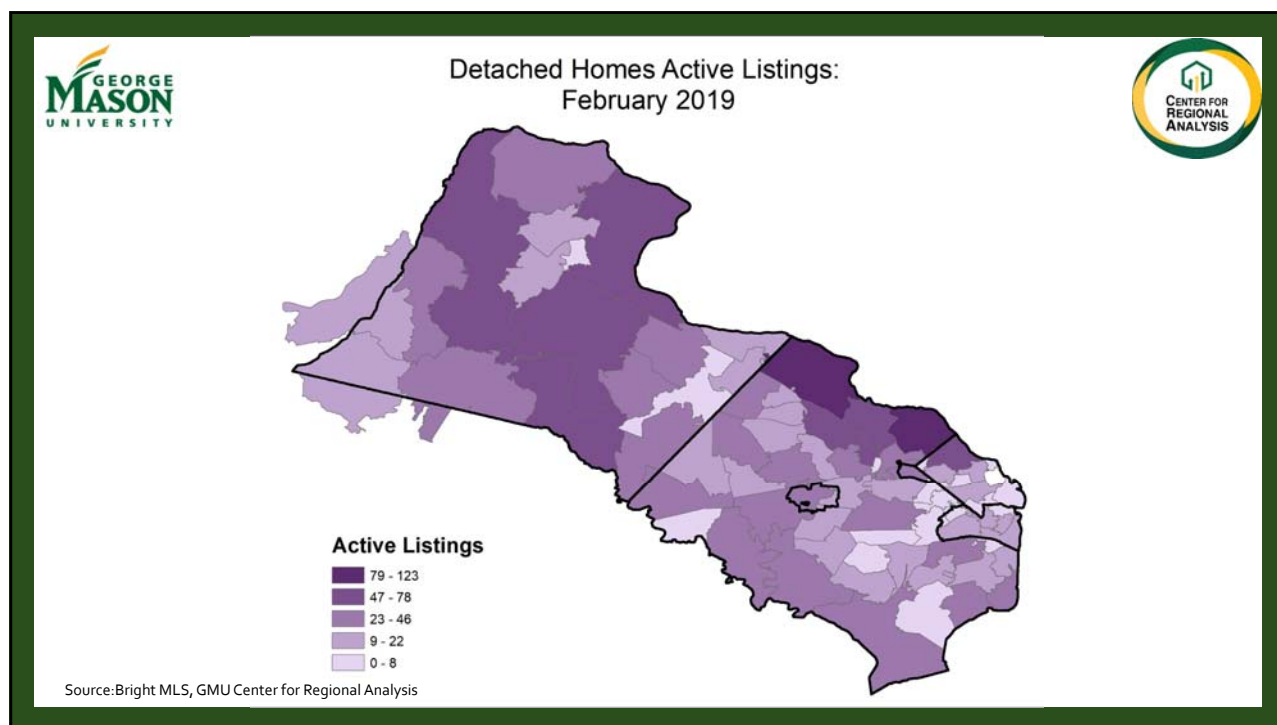 GEORGE
MASON
UNIVERSITY
Detached Homes Active Listings:
February 2019
CENTER FOR
REGIONAL
ANALYSIS
Active Listings
79 - 123
47 - 78
23 - 46
9 - 22
0 - 8
Source:Bright MLS, GMU Center for Regional Analysis